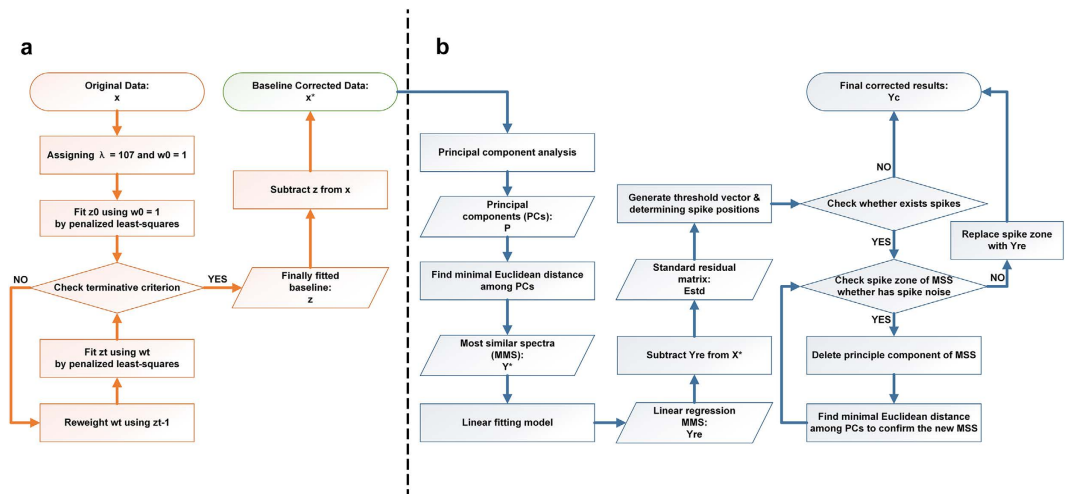 a
Original Data:
x
Assigning λ = 107 and w0 = 1
Fit z0 using w0 = 1
by penalized least-squares
NO
Check terminative criterion
YES
Fit zt using wt
by penalized least-squares
Reweight wt using zt-1
Baseline Corrected Data:
x*
Subtract z from x
Finally fitted
baseline:
z
b
Principal component analysis
Principal
components (PCs):
P
Find minimal Euclidean distance
among PCs
Most similar spectra
(MMS):
Y*
Linear fitting model
Linear regression
MMS:
Yre
Subtract Yre from X*
Standard residual
matrix:
Estd
Generate threshold vector &
determining spike positions
Final corrected results:
Yc
NO
Check whether exists spikes
YES
Replace spike zone
with Yre
Check spike zone of MSS
whether has spike noise
NO
YES
Delete principle component of MSS
Find minimal Euclidean distance
among PCs to confirm the new MSS